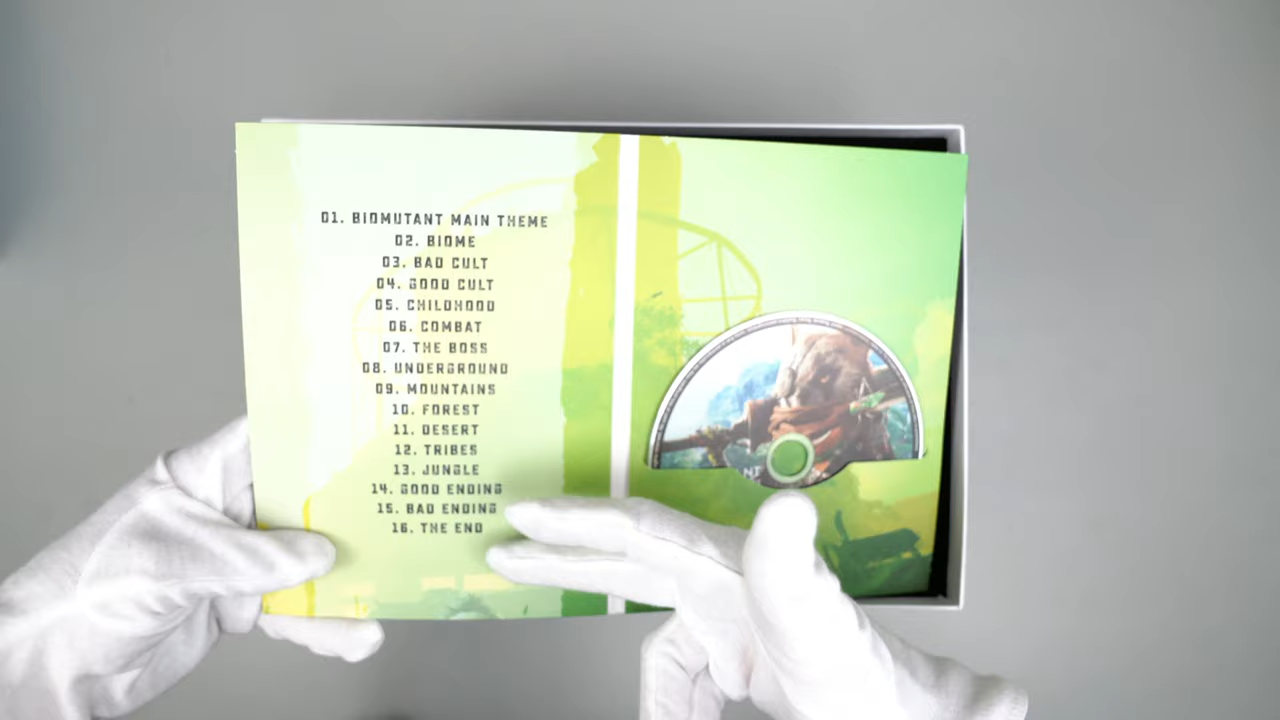 01. BIOMUTANT MAIN THEME
02. BIOME
03. BAD CULT
04. GOOD CULT
05. CHILDHOOD
06. COMBAT
07. THE BOSS
08. UNDERGROUND
09. MOUNTAINS
10. FOREST
11. DESERT
12. TRIBES
13. JUNGLE
14. GOOD ENDING
15. BAD ENDING
16. THE END